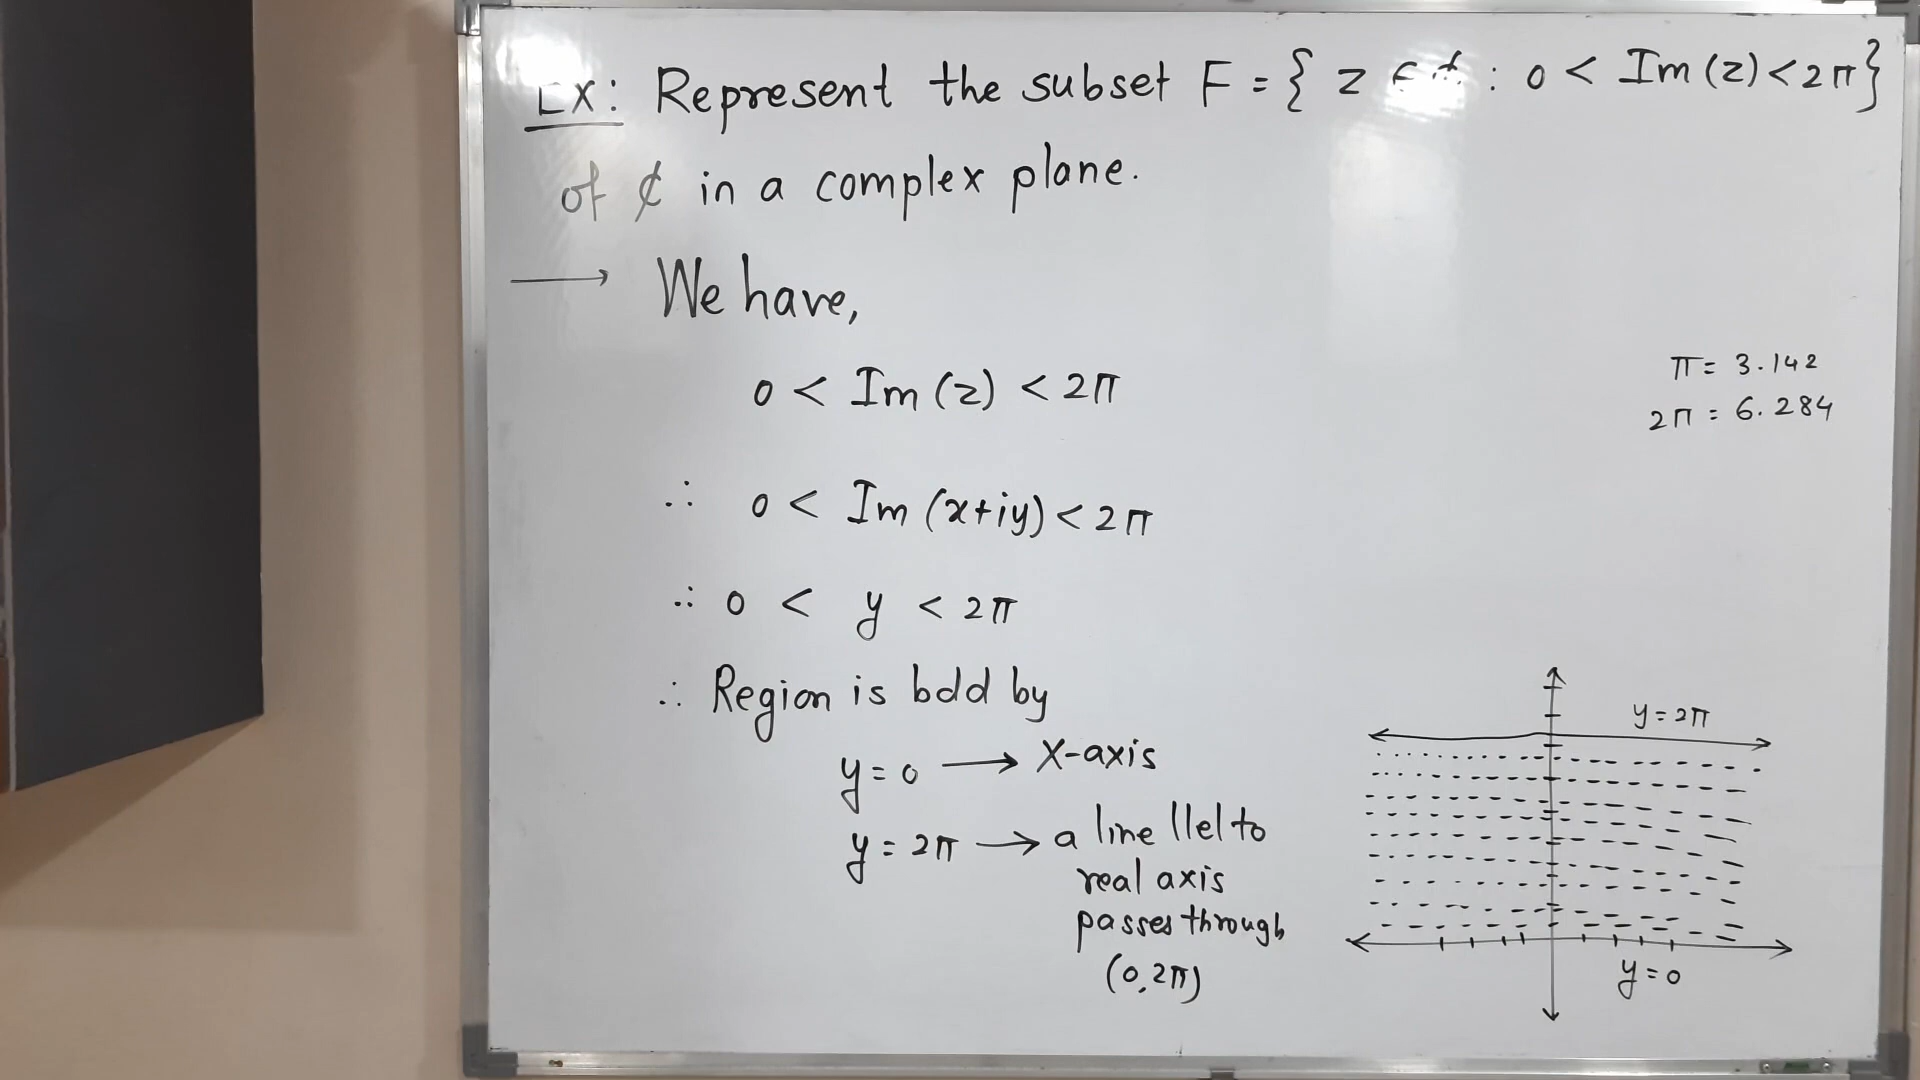 Ex: Represent the subset F = { z : 0 < Im (z) < 2π}
of ₵ in a complex plane.
→ We have,
0 < Im (z) < 2π
π = 3.142
2π = 6.284
∴ 0 < Im (x+iy) < 2π
∴ 0 < y < 2π
∴ Region is bdd by
y = 0 → X-axis
y = 2π → a line llel to
real axis
passes through
(0, 2π)
y = 2π
y = 0